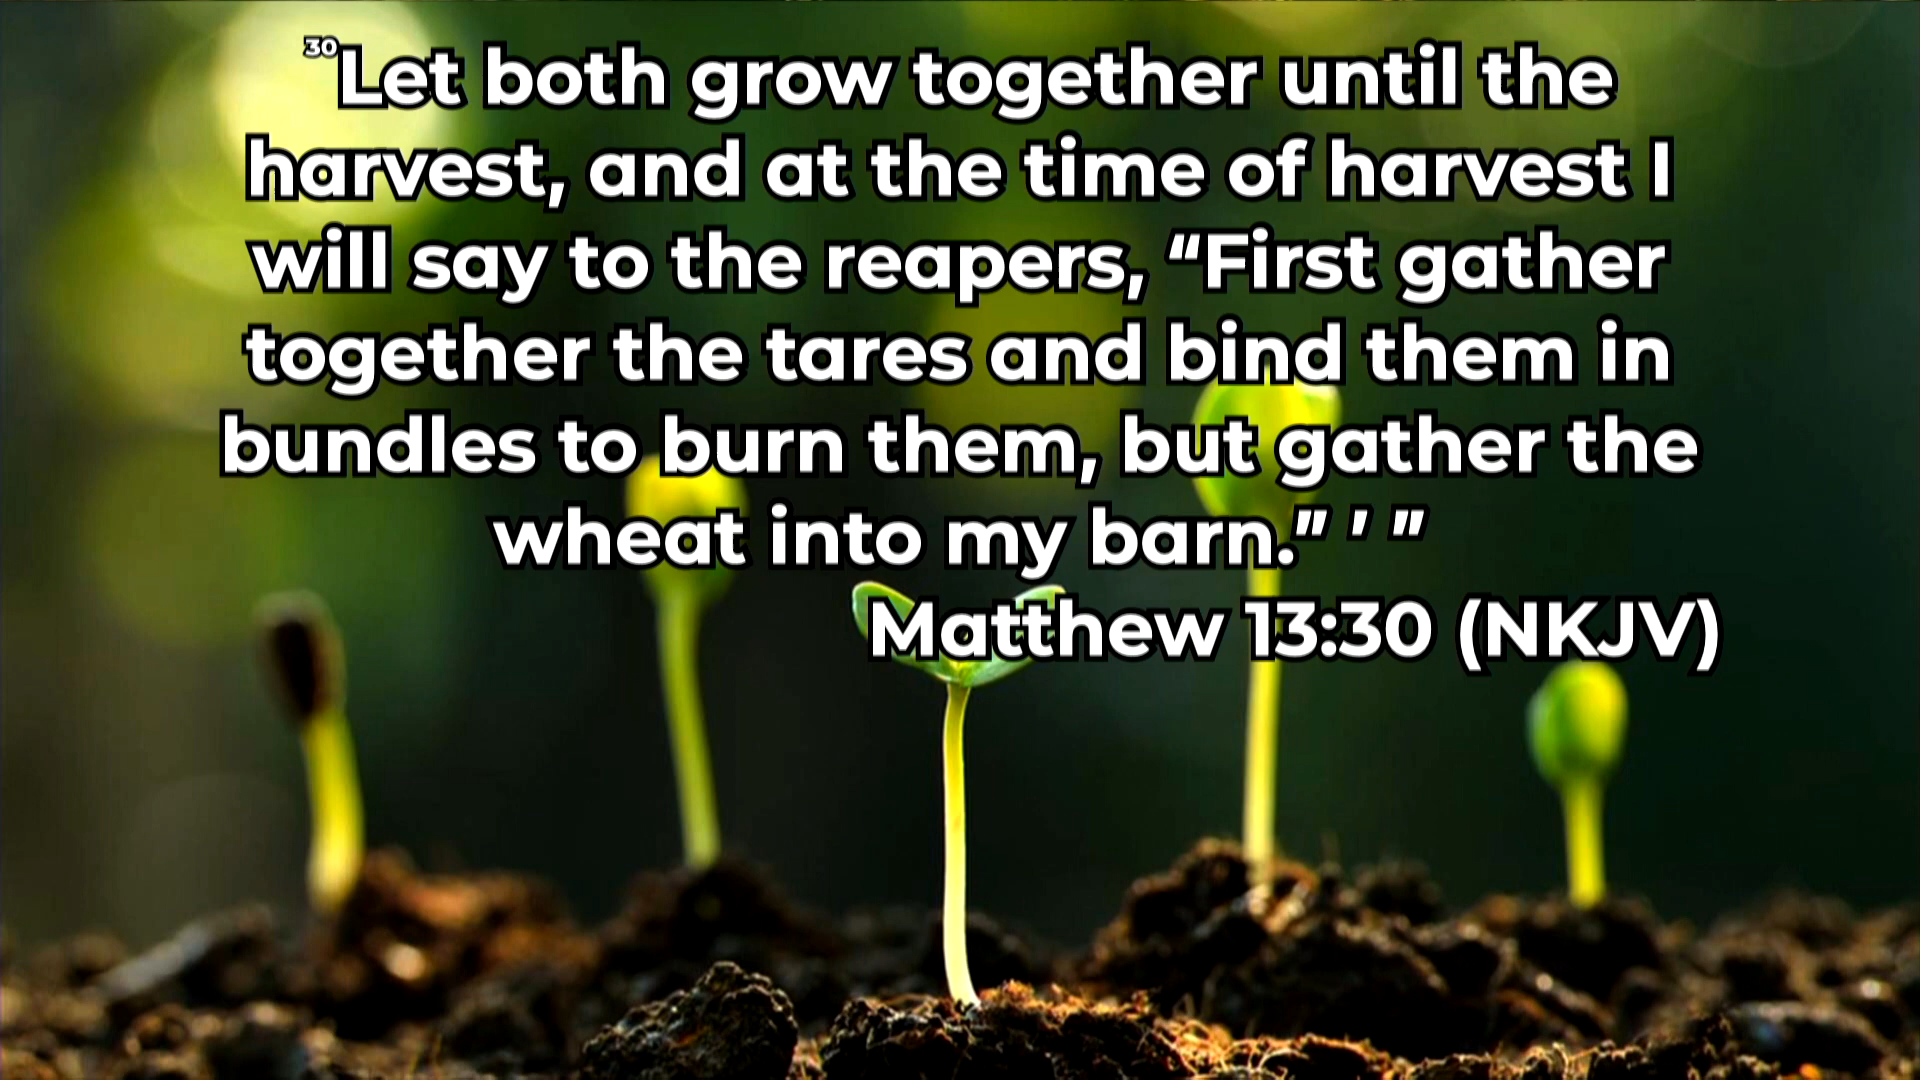 30Let both grow together until the
harvest, and at the time of harvest I
will say to the reapers, “First gather
together the tares and bind them in
bundles to burn them, but gather the
wheat into my barn.” ’ ”
Matthew 13:30 (NKJV)